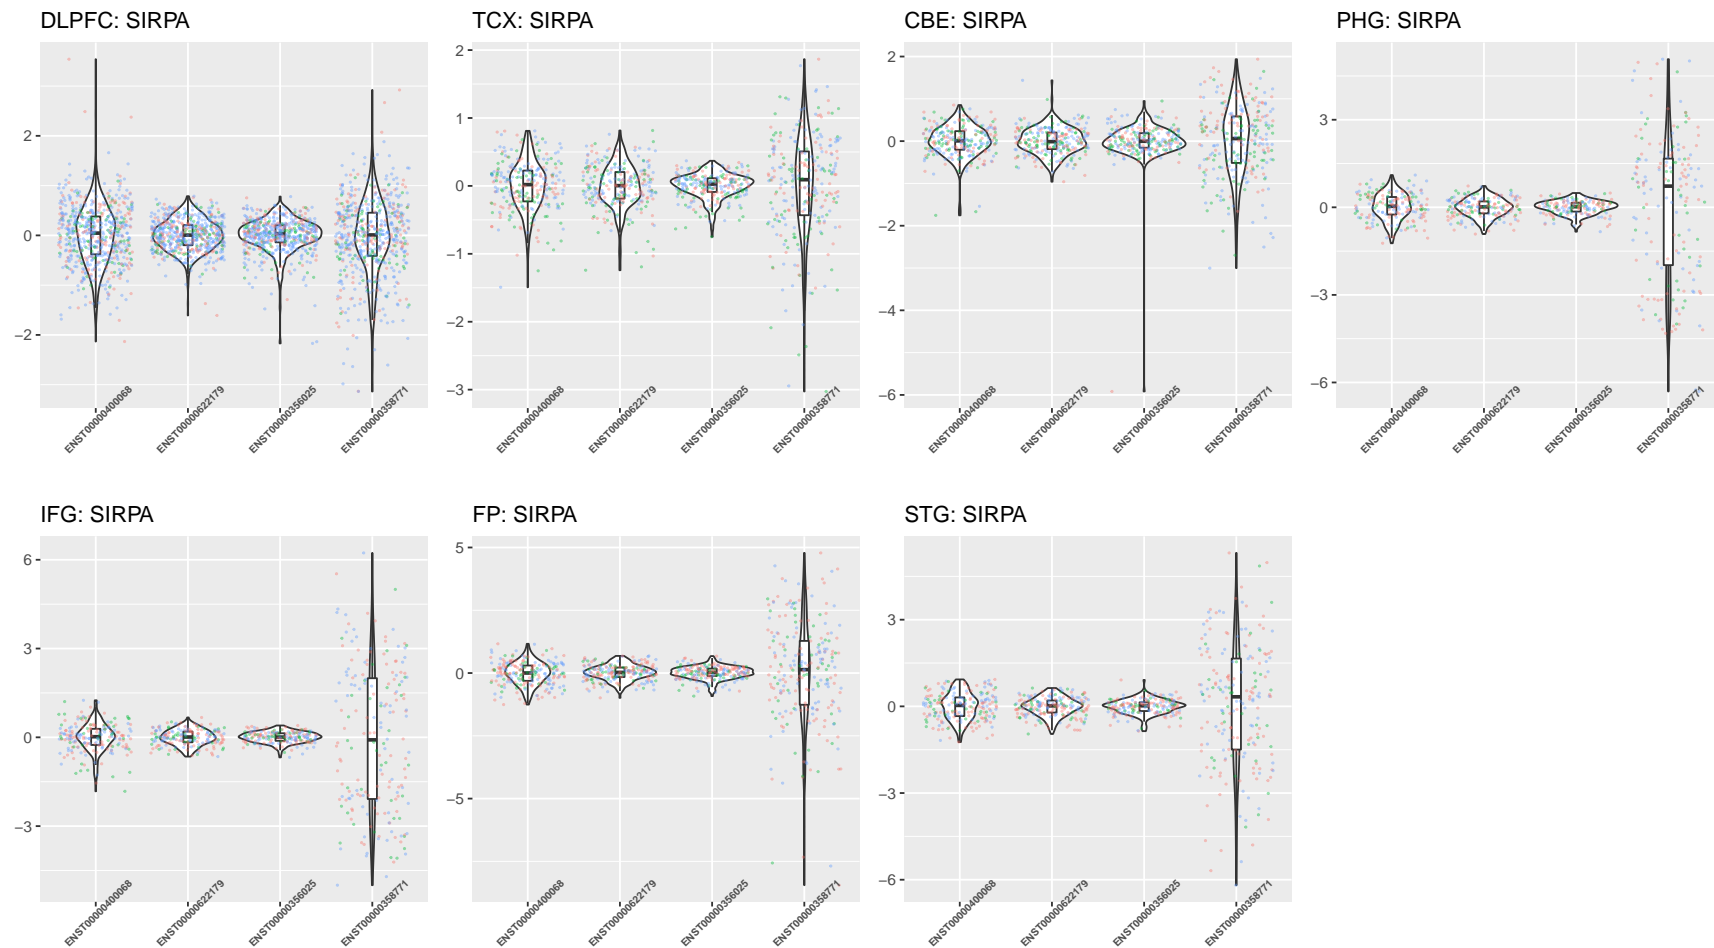 DLPFC: SIRPA
2
0
−2
ENST00000400068
ENST00000622179
ENST00000356025
ENST00000358771
TCX: SIRPA
2
1
0
−1
−2
−3
ENST00000400068
ENST00000622179
ENST00000356025
ENST00000358771
CBE: SIRPA
2
0
−2
−4
−6
ENST00000400068
ENST00000622179
ENST00000356025
ENST00000358771
PHG: SIRPA
3
0
−3
−6
ENST00000400068
ENST00000622179
ENST00000356025
ENST00000358771
IFG: SIRPA
6
3
0
−3
ENST00000400068
ENST00000622179
ENST00000356025
ENST00000358771
FP: SIRPA
5
0
−5
ENST00000400068
ENST00000622179
ENST00000356025
ENST00000358771
STG: SIRPA
3
0
−3
−6
ENST00000400068
ENST00000622179
ENST00000356025
ENST00000358771